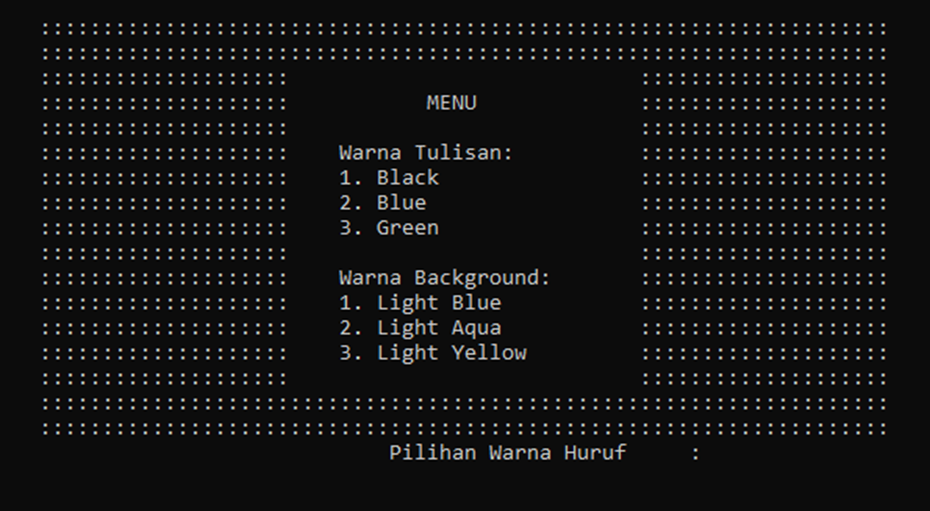 MENU
Warna Tulisan:
1. Black
2. Blue
3. Green
Warna Background:
1. Light Blue
2. Light Aqua
3. Light Yellow
Pilihan Warna Huruf :